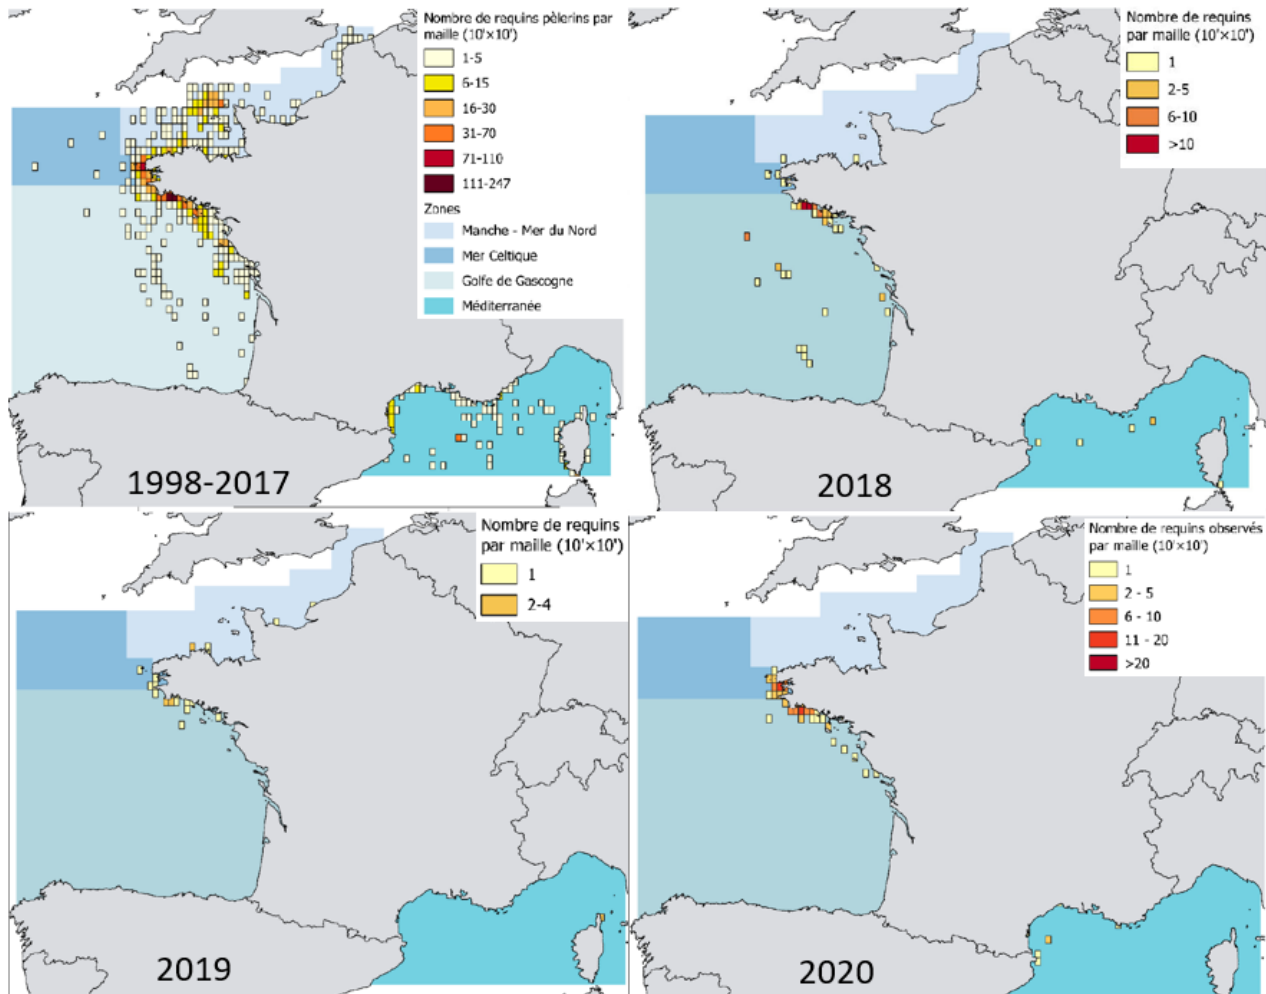 Nombre de requins pèlerins par
maille (10'×10')
1-5
6-15
16-30
31-70
71-110
111-247
Zones
Manche - Mer du Nord
Mer Celtique
Golfe de Gascogne
Méditerranée
1998-2017
Nombre de requins
par maille (10'×10')
1
2-5
6-10
>10
2018
Nombre de requins
par maille (10'×10')
1
2-4
2019
Nombre de requins observés
par maille (10'×10')
1
2 - 5
6 - 10
11 - 20
>20
2020